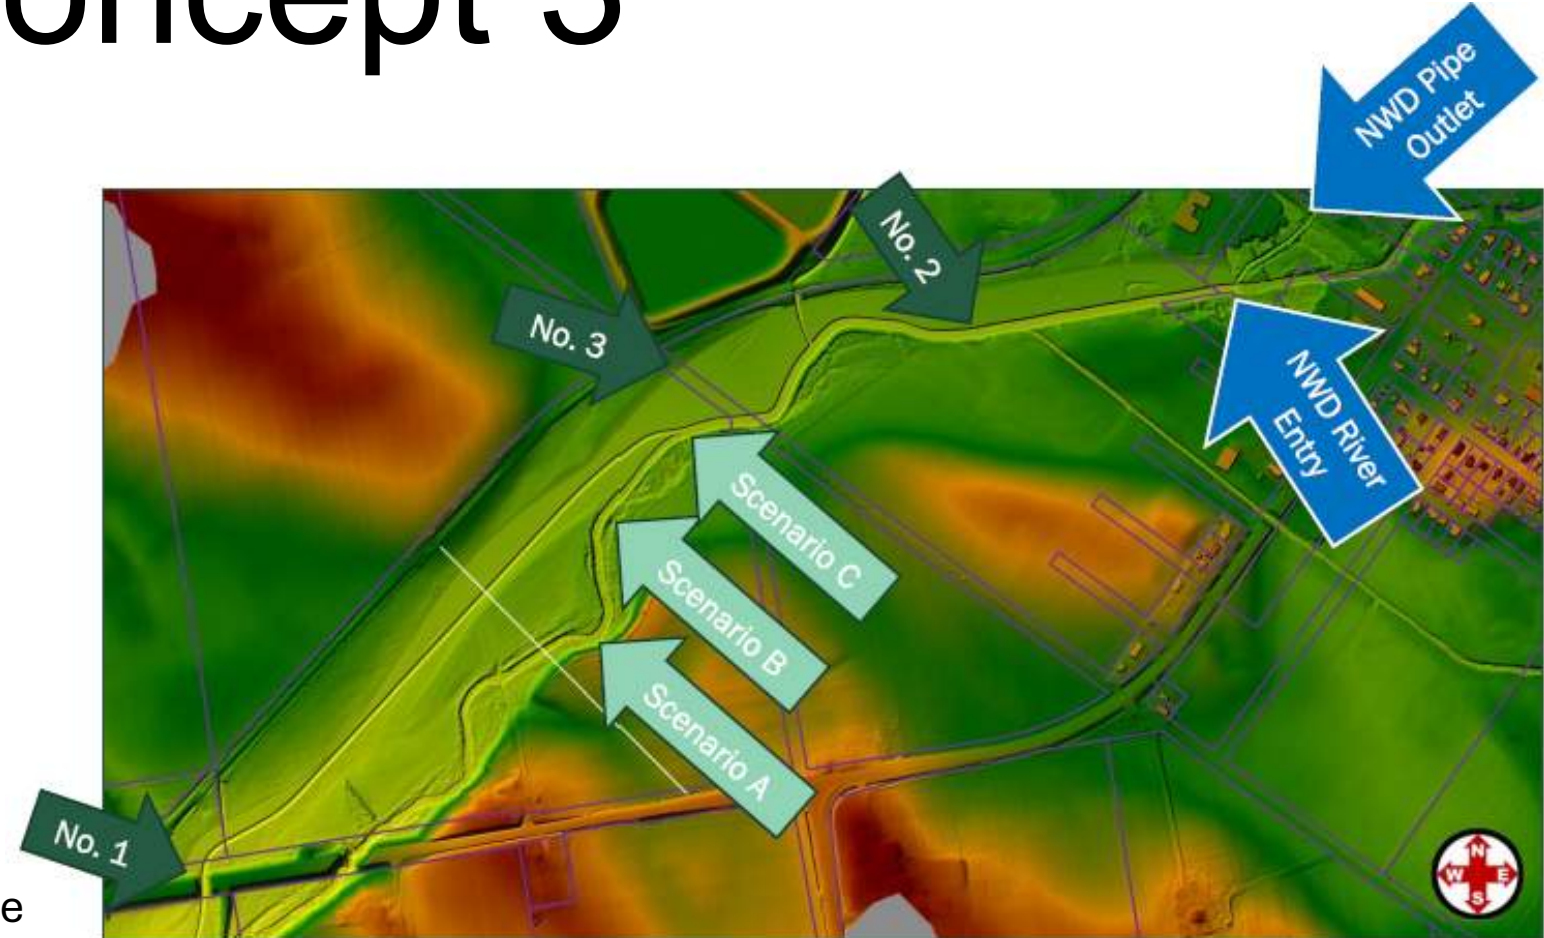 oncept 3
NWD Pipe
Outlet
No. 2
No. 3
NWD River
Entry
Scenario C
Scenario B
Scenario A
No. 1
N
W E
S
e